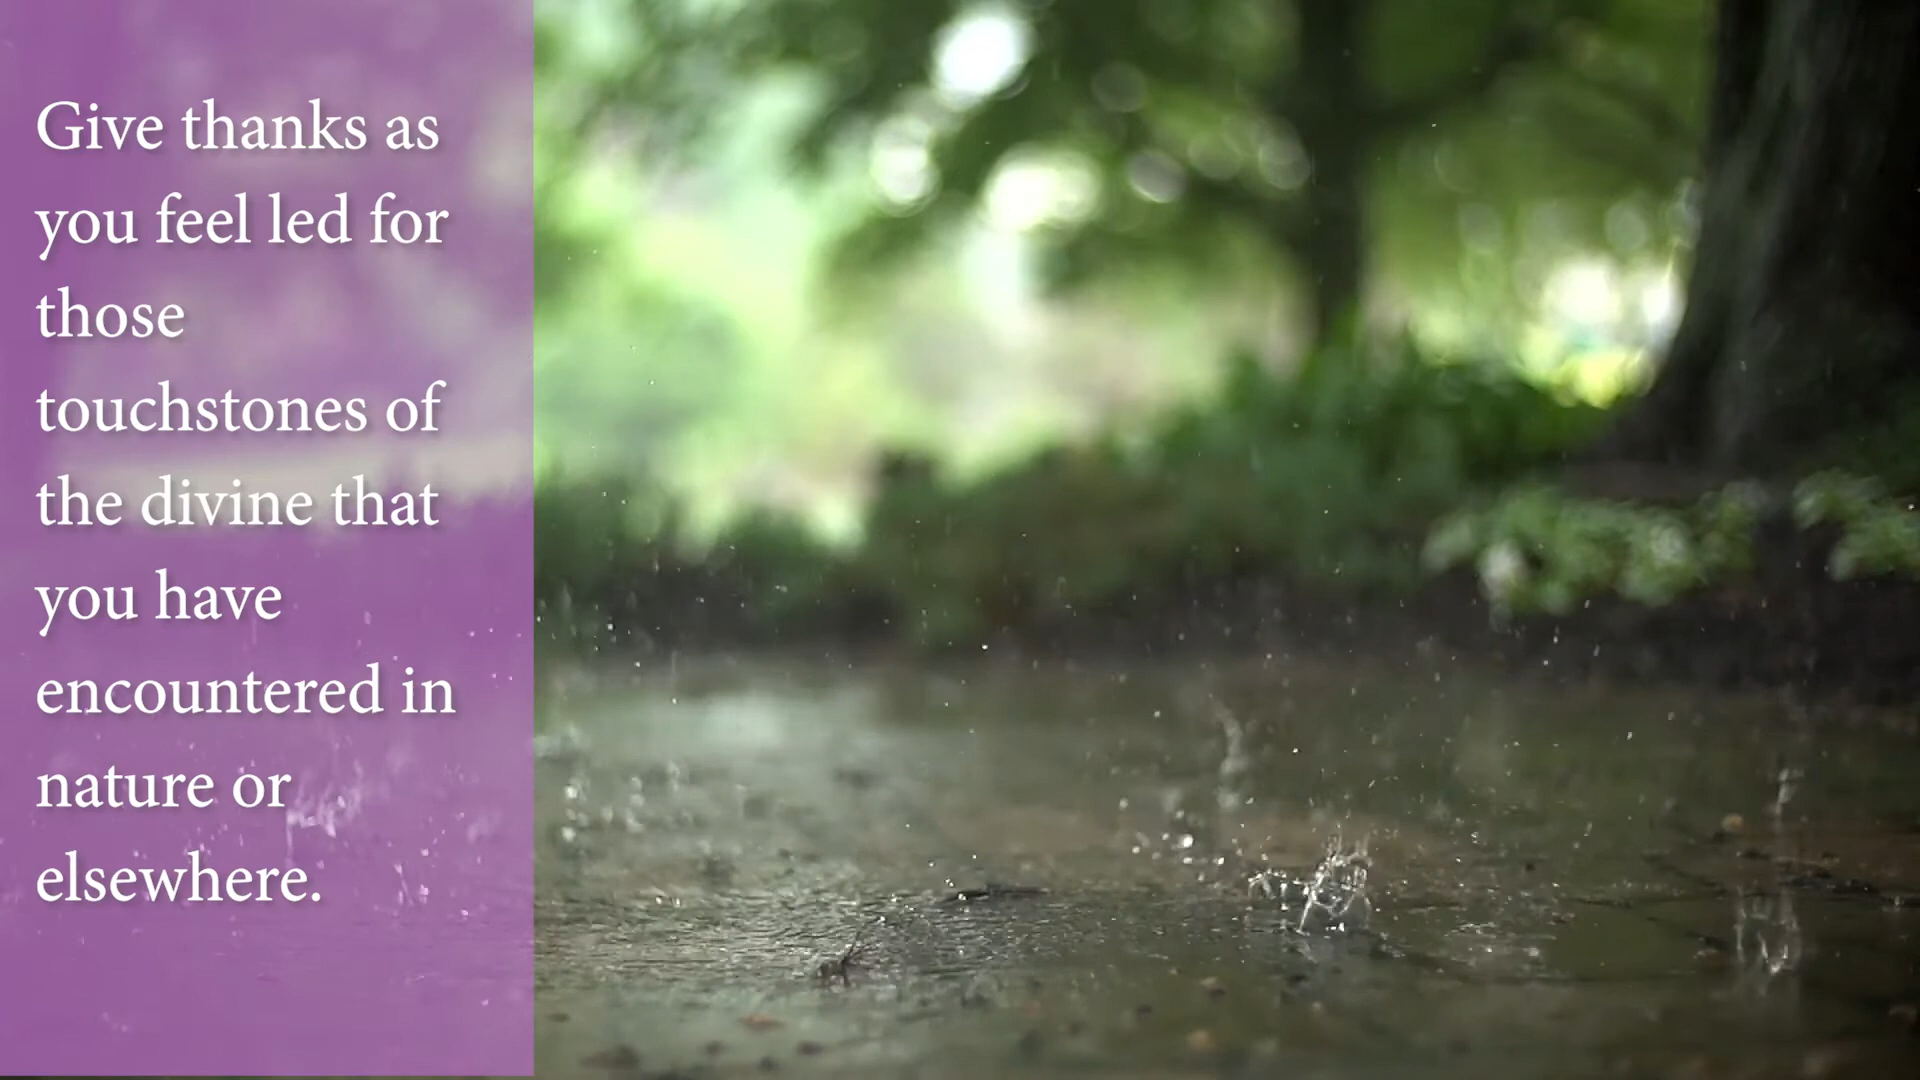 Give thanks as
you feel led for
those
touchstones of
the divine that
you have
encountered in
nature or
elsewhere.